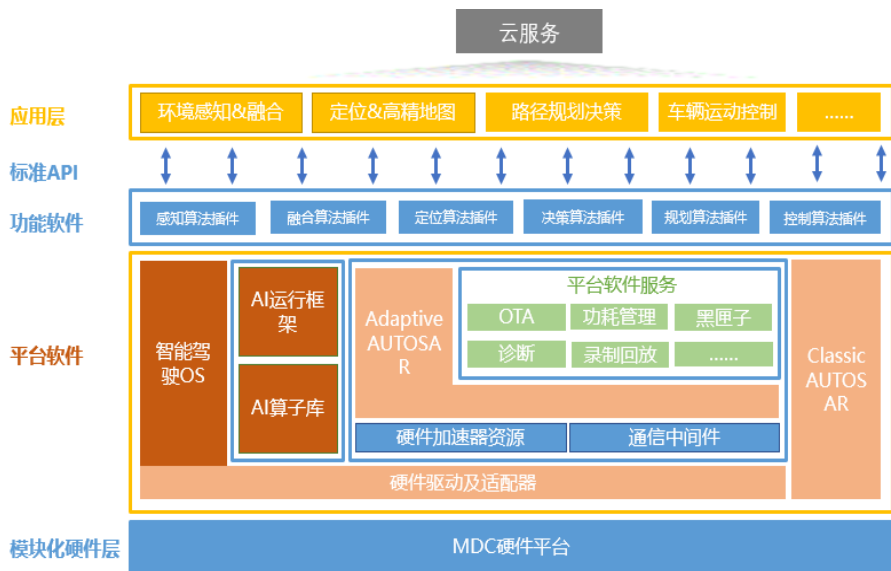 云服务
应用层
环境感知&融合
定位&高精地图
路径规划决策
车辆运动控制
......
标准API
功能软件
感知算法插件
融合算法插件
定位算法插件
决策算法插件
规划算法插件
控制算法插件
平台软件
智能驾
驶OS
AI运行框
架
AI算子库
Adaptive
AUTOSA
R
平台软件服务
OTA
功耗管理
黑匣子
诊断
录制回放
......
硬件加速器资源
通信中间件
Classic
AUTOS
AR
硬件驱动及适配器
模块化硬件层
MDC硬件平台